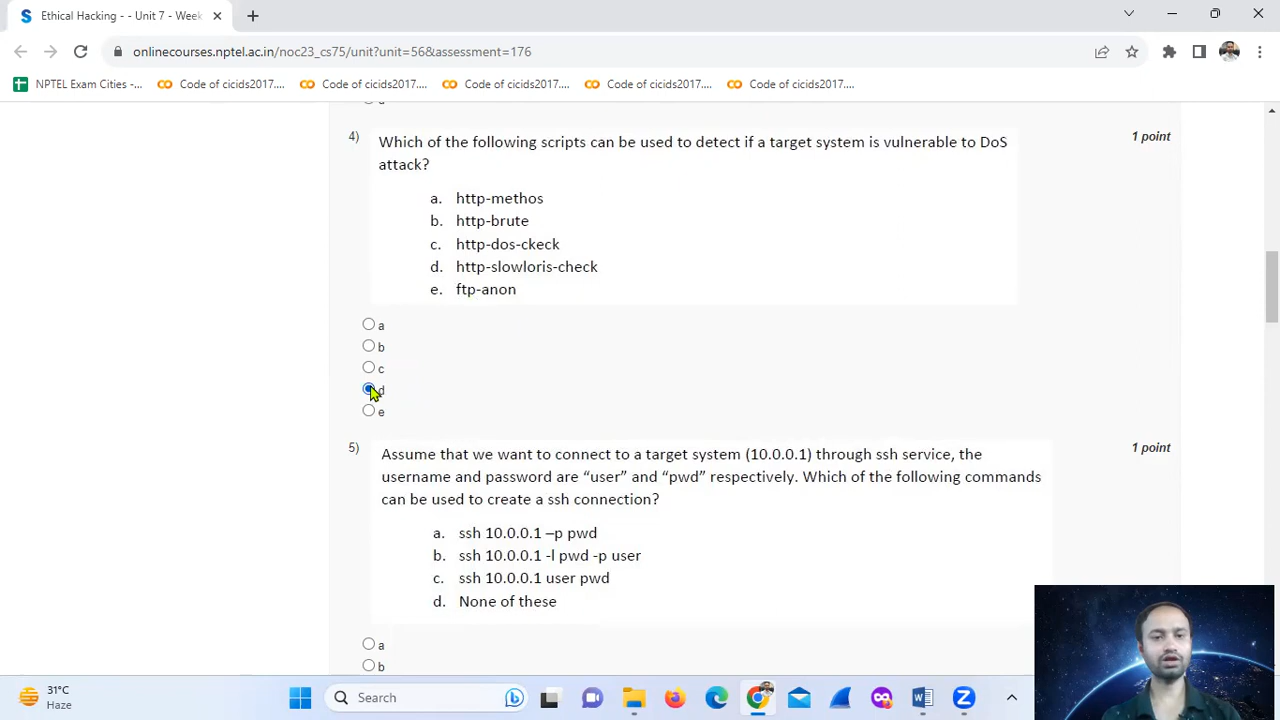 Ethical Hacking - - Unit 7 - Week
onlinecourses.nptel.ac.in/noc23_cs75/unit?unit=56&assessment=176
NPTEL Exam Cities -...
Code of cicids2017....
Code of cicids2017....
Code of cicids2017....
Code of cicids2017....
Code of cicids2017....
4)
Which of the following scripts can be used to detect if a target system is vulnerable to DoS
attack?
1 point
a. http-methos
b. http-brute
c. http-dos-ckeck
d. http-slowloris-check
e. ftp-anon
a
b
c
d
e
5)
Assume that we want to connect to a target system (10.0.0.1) through ssh service, the
username and password are “user” and “pwd” respectively. Which of the following commands
can be used to create a ssh connection?
1 point
a. ssh 10.0.0.1 –p pwd
b. ssh 10.0.0.1 -l pwd -p user
c. ssh 10.0.0.1 user pwd
d. None of these
a
b
31°C
Haze
Search